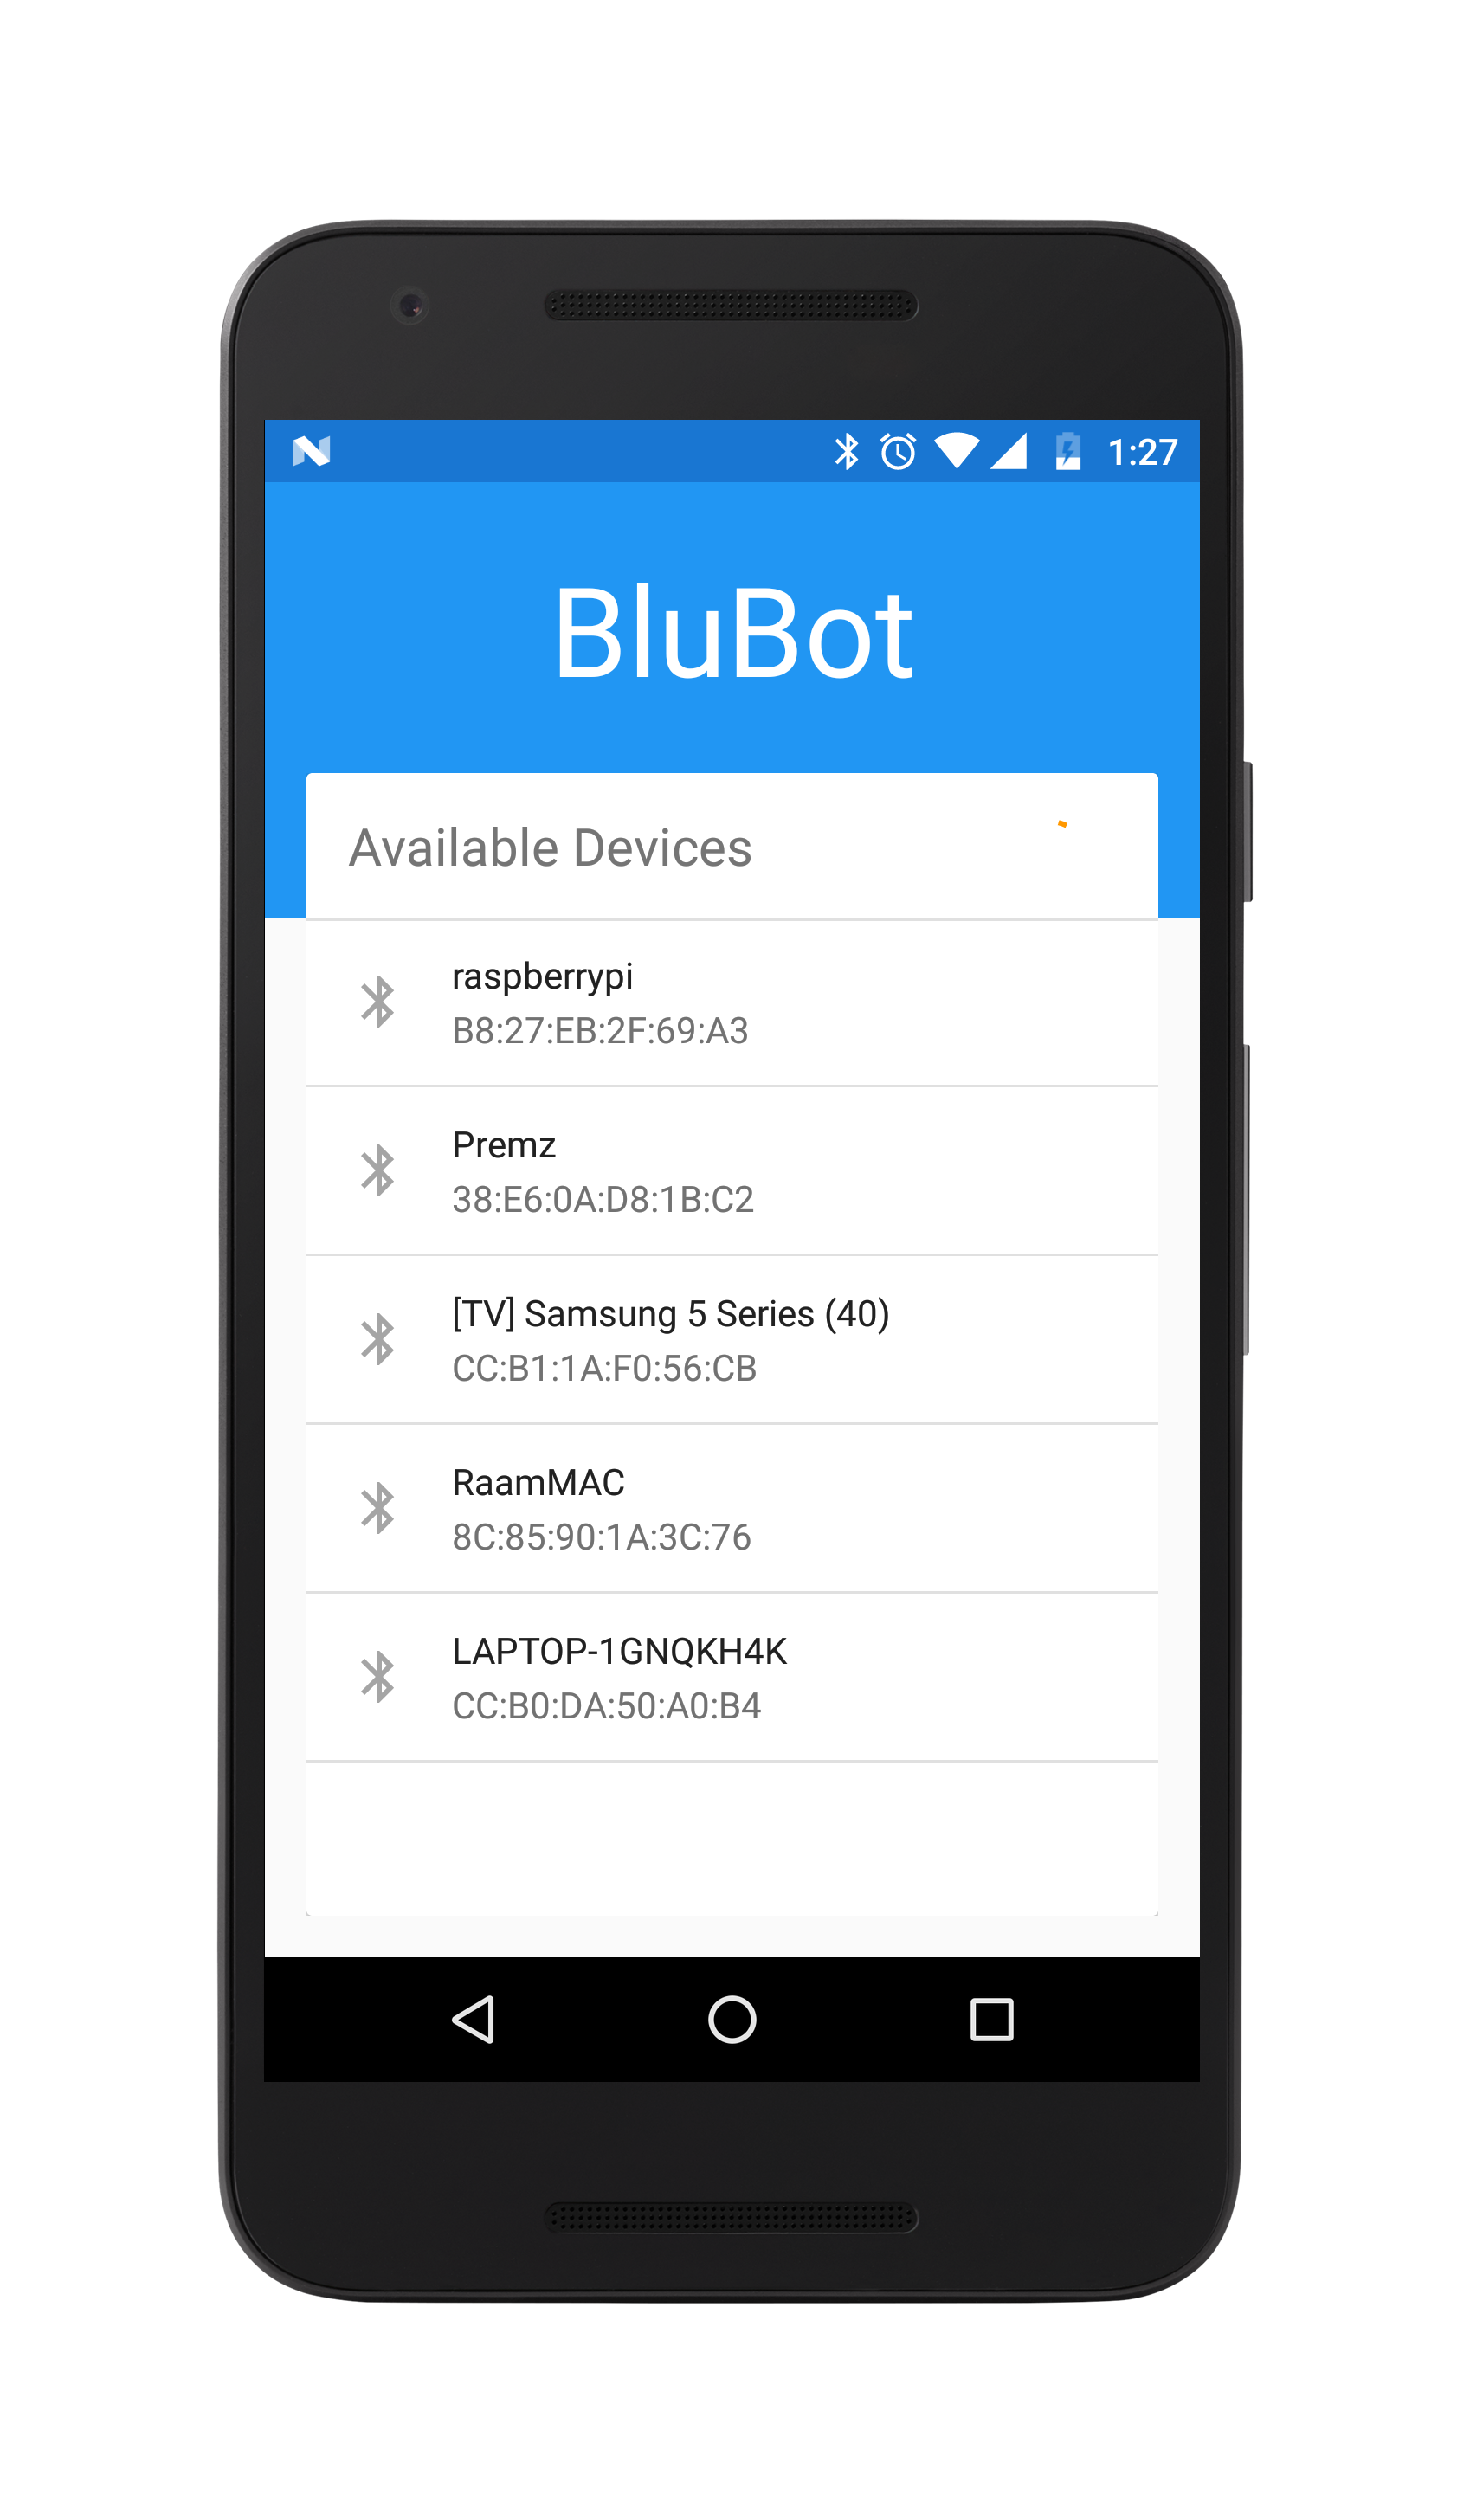 1:27
BluBot
Available Devices
raspberrypi
B8:27:EB:2F:69:A3
Premz
38:E6:0A:D8:1B:C2
[TV] Samsung 5 Series (40)
CC:B1:1A:F0:56:CB
RaamMAC
8C:85:90:1A:3C:76
LAPTOP-1GNQKH4K
CC:B0:DA:50:A0:B4